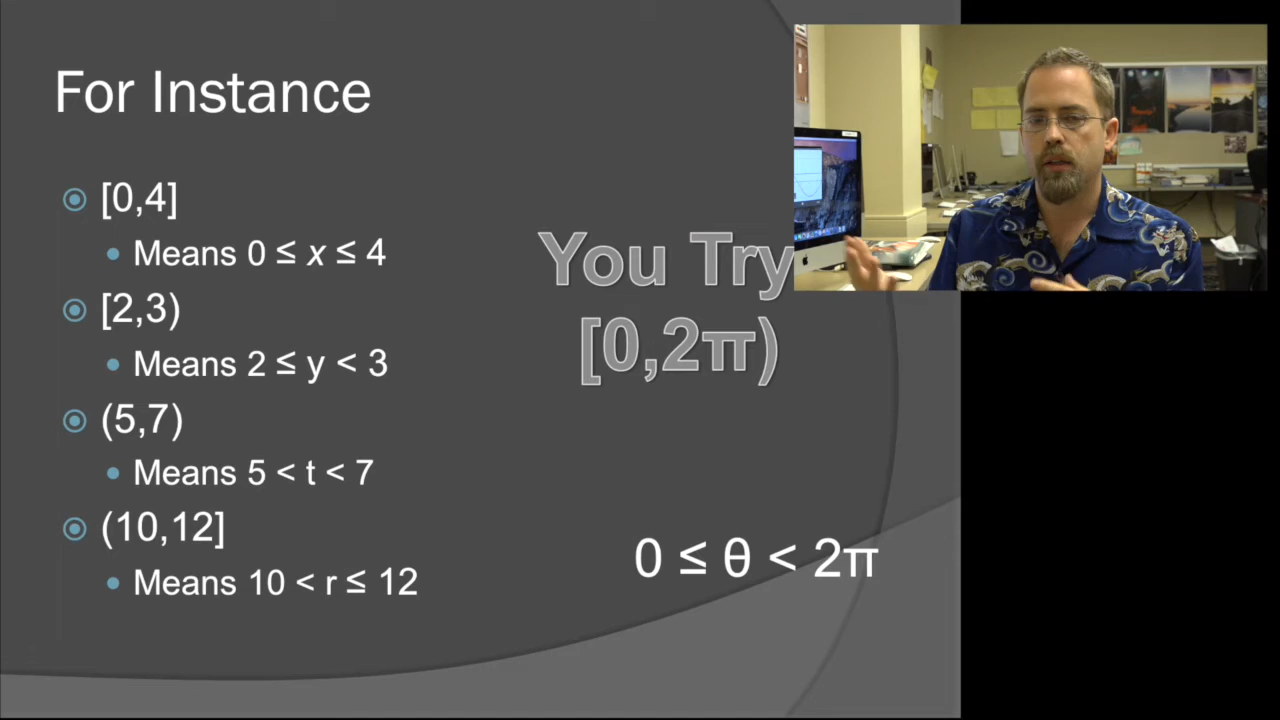 For Instance
[0,4]
Means 0 ≤ x ≤ 4
[2,3)
Means 2 ≤ y < 3
(5,7)
Means 5 < t < 7
(10,12]
Means 10 < r ≤ 12
You Try
[0,2π)
0 ≤ θ < 2π